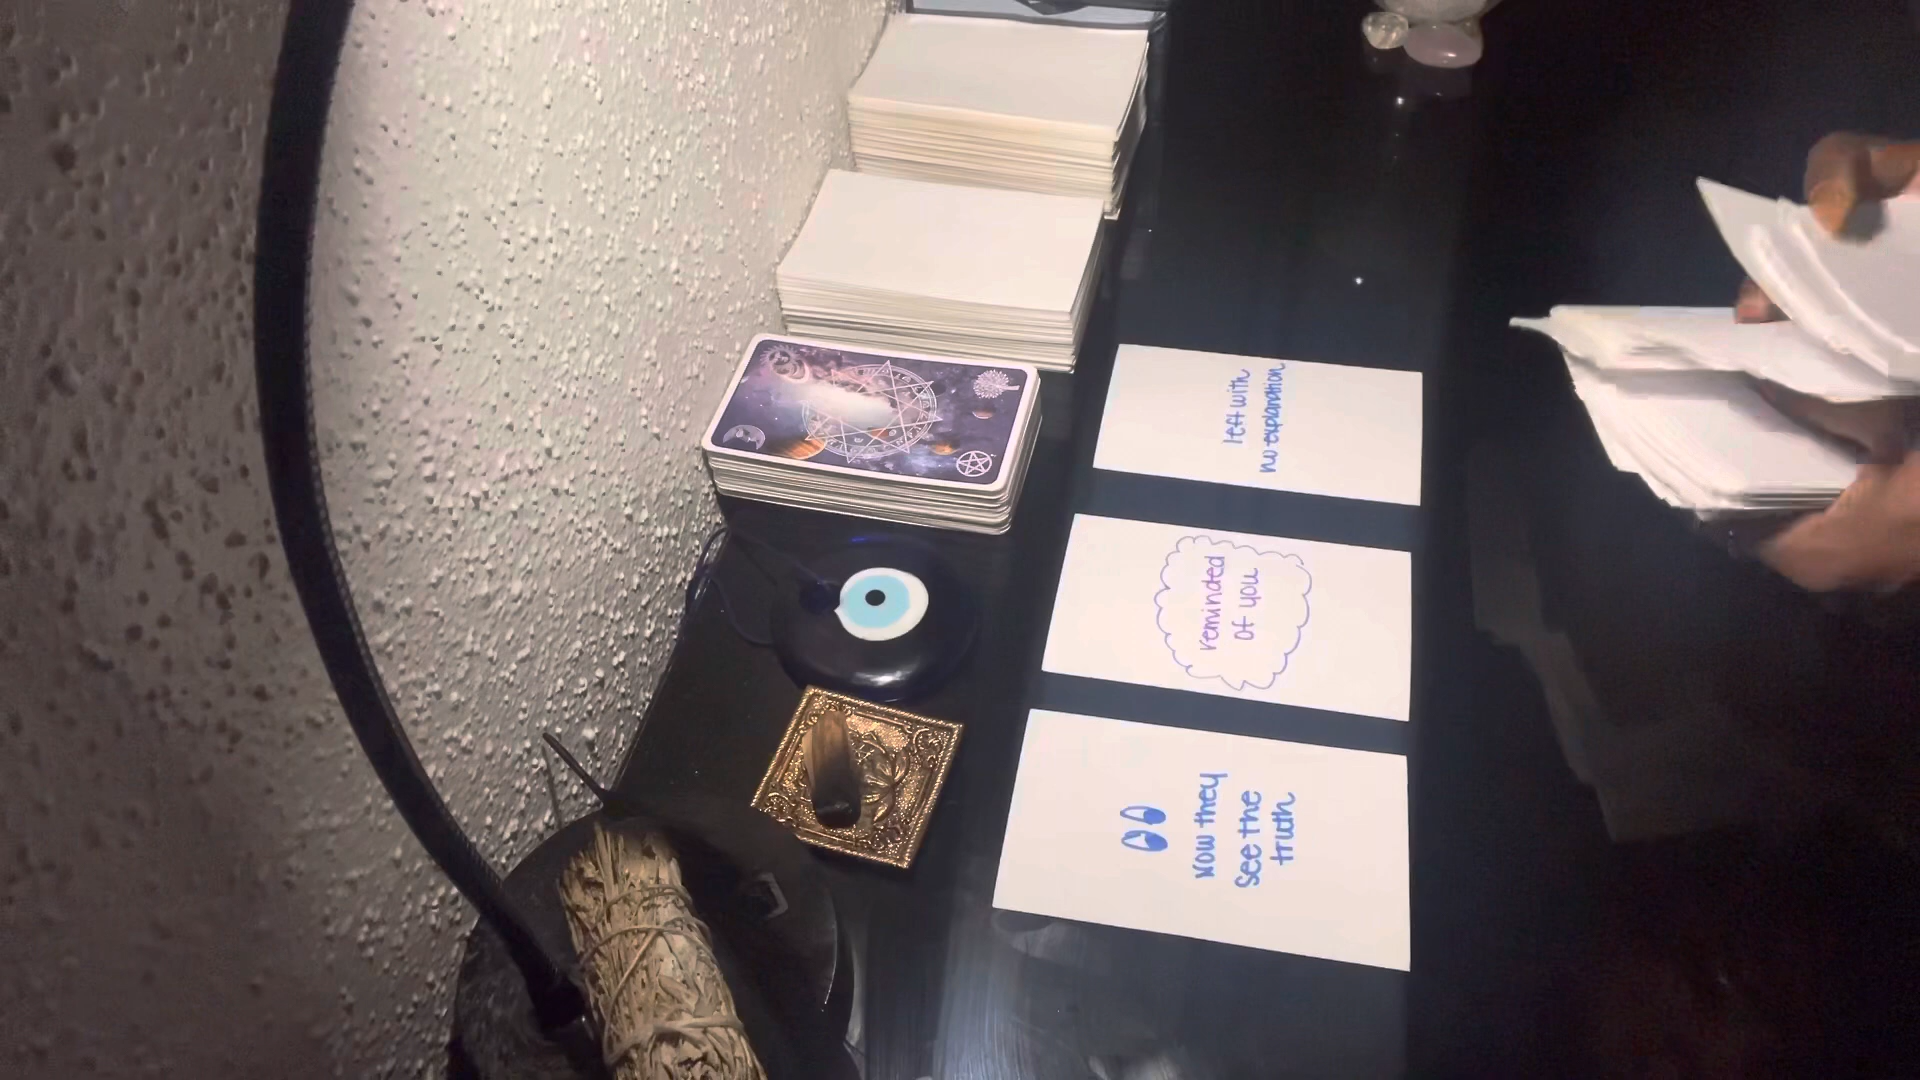 Now they
see the
truth
reminded
of you
left with
no explanation